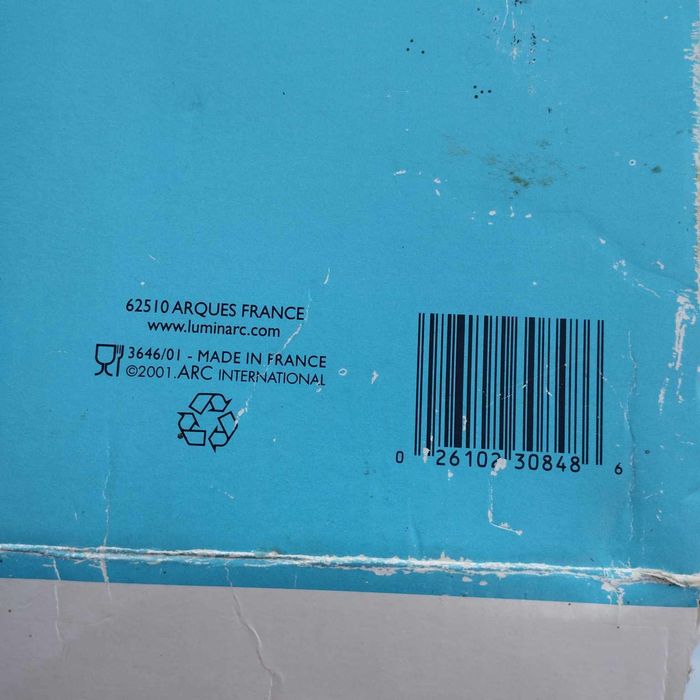 62510 ARQUES FRANCE
www.luminarc.com
3646/01 - MADE IN FRANCE
©2001.ARC INTERNATIONAL
0 26102 30848 6